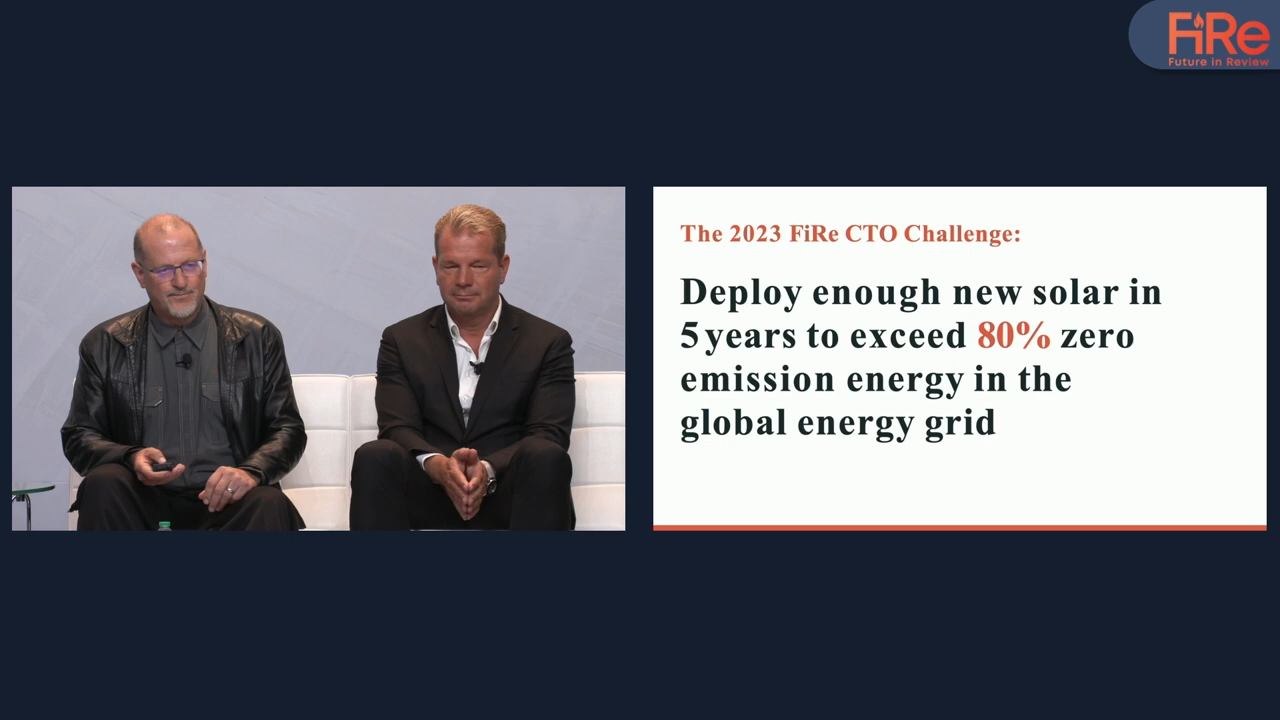 FiRe
Future in Review
The 2023 FiRe CTO Challenge:
Deploy enough new solar in
5 years to exceed 80% zero
emission energy in the
global energy grid